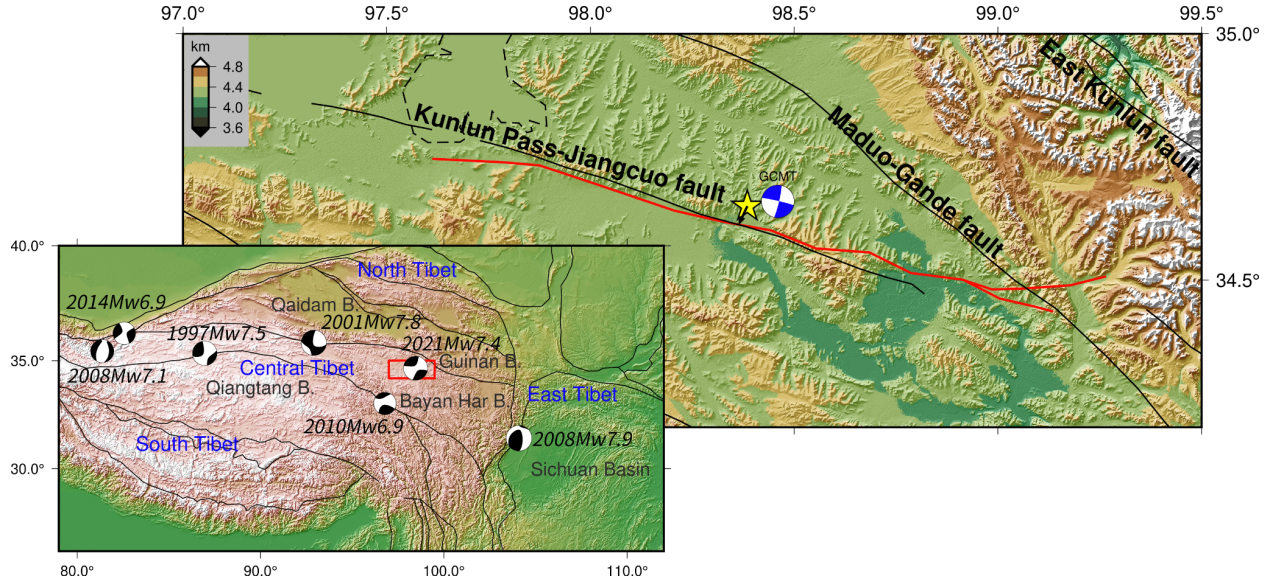 97.0°
97.5°
98.0°
98.5°
99.0°
99.5°
35.0°
34.5°
km
4.8
4.4
4.0
3.6
Kunlun Pass-Jiangcuo fault
Maduo-Gande fault
East Kunlun fault
GCMT
40.0°
35.0°
30.0°
North Tibet
Qaidam B.
2014Mw6.9
2001Mw7.8
1997Mw7.5
2021Mw7.4
Guinan B.
Central Tibet
2008Mw7.1
Qiangtang B.
East Tibet
Bayan Har B.
2010Mw6.9
South Tibet
2008Mw7.9
Sichuan Basin
80.0°
90.0°
100.0°
110.0°